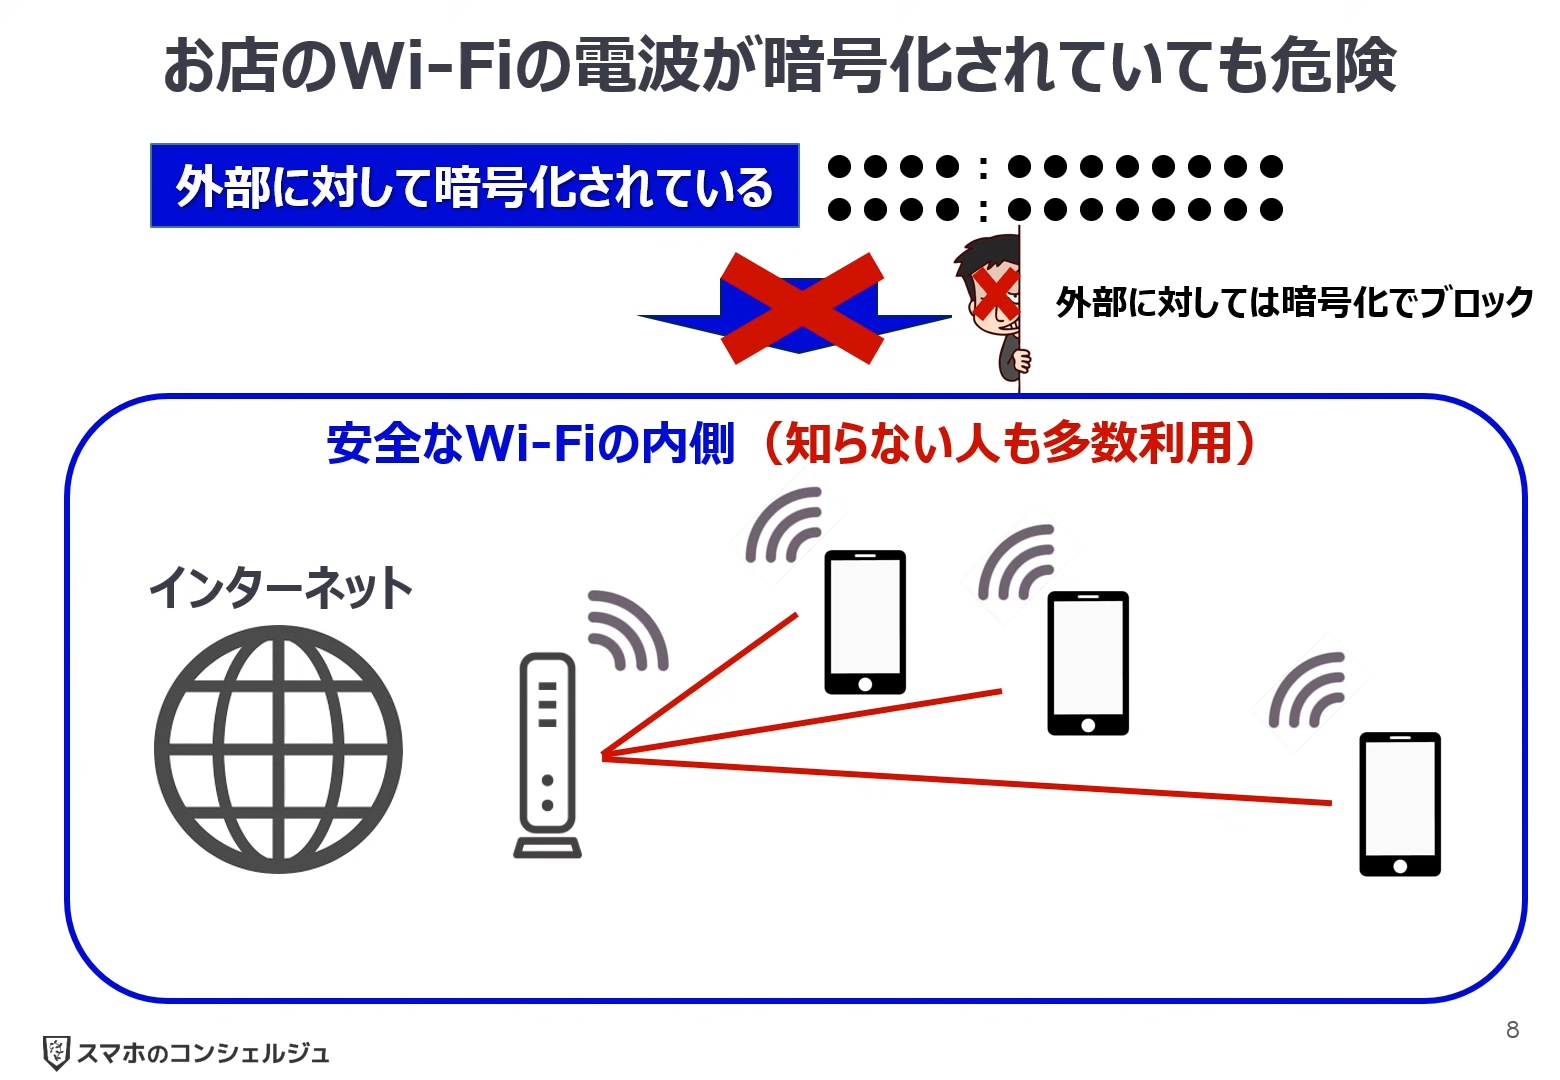 お店のWi-Fiの電波が暗号化されていても危険
外部に対して暗号化されている
●●●●：●●●●●●●●
●●●●：●●●●●●●●
外部に対しては暗号化でブロック
安全なWi-Fiの内側（知らない人も多数利用）
インターネット
スマホのコンシェルジュ
8